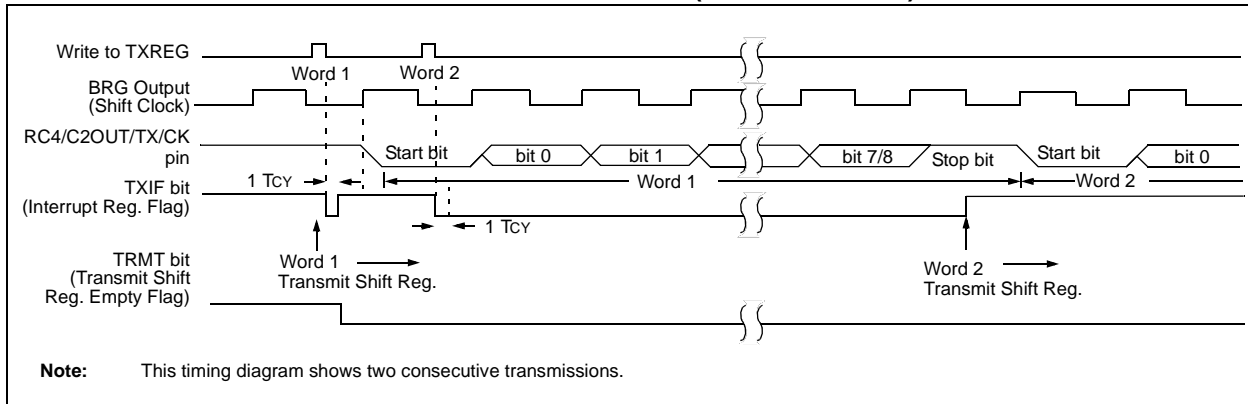 Write to TXREG
Word 1
Word 2
BRG Output
(Shift Clock)
RC4/C2OUT/TX/CK
pin
Start bit
bit 0
bit 1
bit 7/8
Stop bit
Start bit
bit 0
1 TCY
Word 1
Word 2
TXIF bit
(Interrupt Reg. Flag)
1 TCY
TRMT bit
(Transmit Shift
Reg. Empty Flag)
Word 1
Transmit Shift Reg.
Word 2
Transmit Shift Reg.
Note: This timing diagram shows two consecutive transmissions.